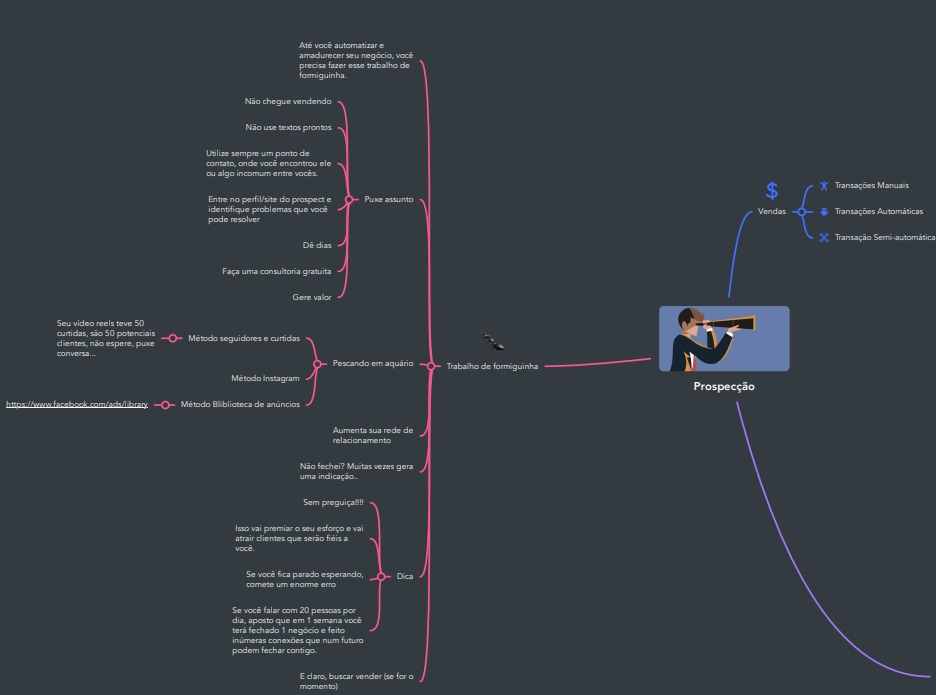 Até você automatizar e
amadurecer seu negócio, você
precisa fazer esse trabalho de
formiguinha.
Não chegue vendendo
Não use textos prontos
Utilize sempre um ponto de
contato, onde você encontrou ele
ou algo incomum entre vocês.
Entre no perfil/site do prospect e
identifique problemas que você
pode resolver
Dê dias
Faça uma consultoria gratuita
Gere valor
Puxe assunto
Seu vídeo reels teve 50
curtidas, são 50 potenciais
clientes, não espere, puxe
conversa...
Método seguidores e curtidas
Método Instagram
https://www.facebook.com/ads/library
Método Bliblioteca de anúncios
Pescando em aquário
Aumenta sua rede de
relacionamento
Não fechei? Muitas vezes gera
uma indicação..
Sem preguiça!!!!
Isso vai premiar o seu esforço e vai
atrair clientes que serão fiéis a
você.
Se você fica parado esperando,
comete um enorme erro
Se você falar com 20 pessoas por
dia, aposto que em 1 semana você
terá fechado 1 negócio e feito
inúmeras conexões que num futuro
podem fechar contigo.
Dica
E claro, buscar vender (se for o
momento)
Trabalho de formiguinha
Prospecção
$
Vendas
Transações Manuais
Transações Automáticas
Transação Semi-automática